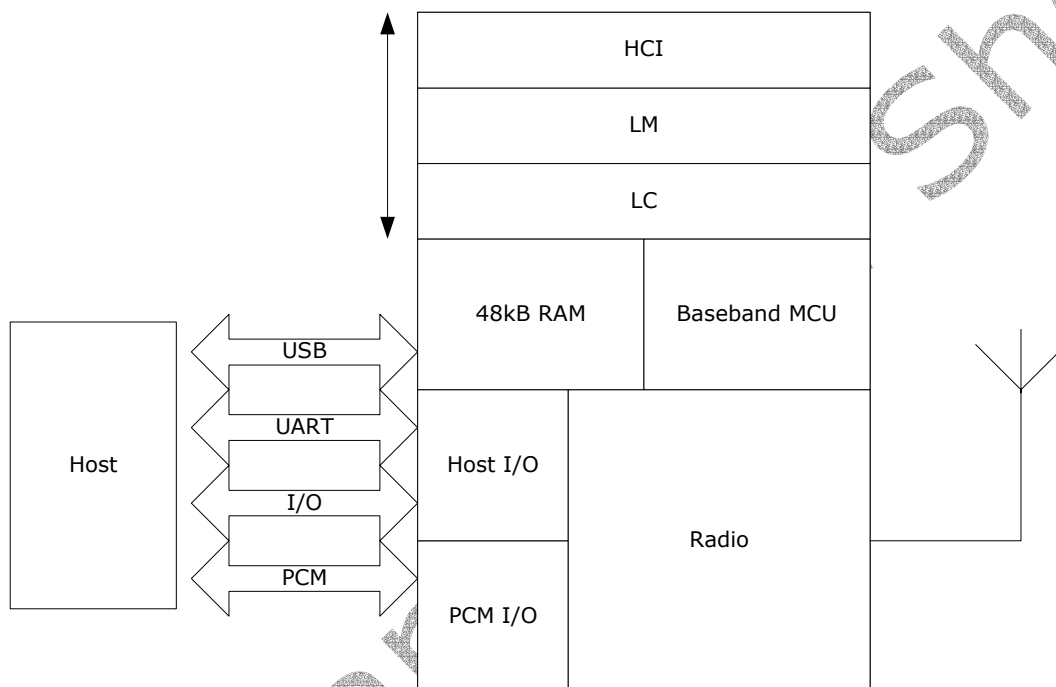 HCI
LM
LC
48kB RAM
Baseband MCU
USB
UART
Host
Host I/O
I/O
Radio
PCM
PCM I/O